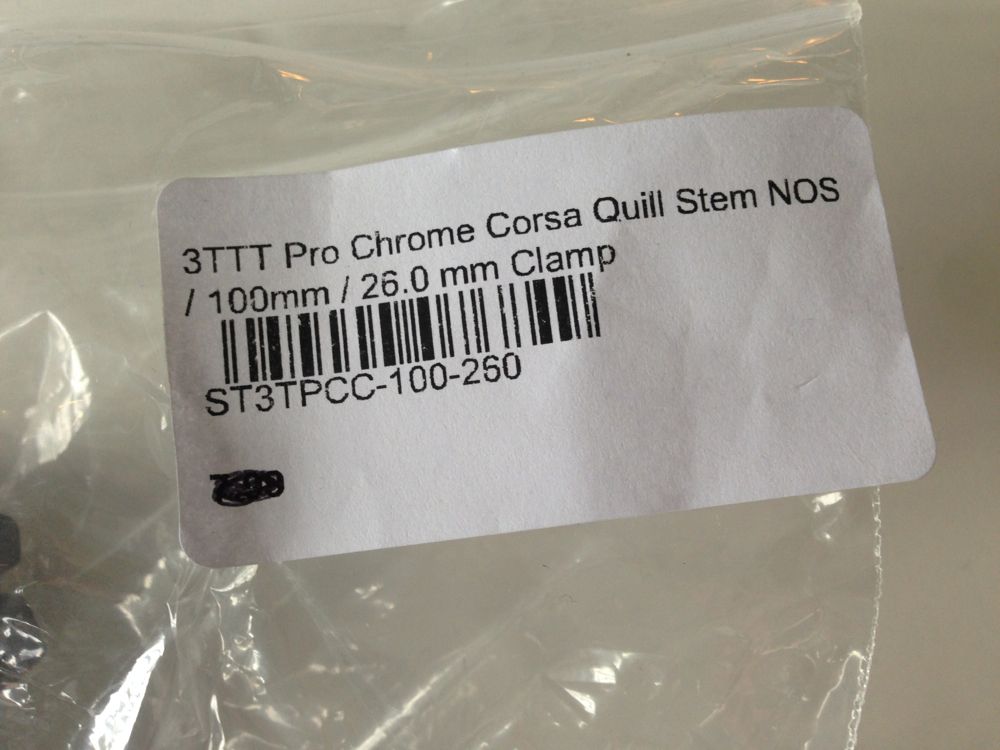 3TTT Pro Chrome Corsa Quill Stem NOS
/ 100mm / 26.0 mm Clamp
ST3TPCC-100-260